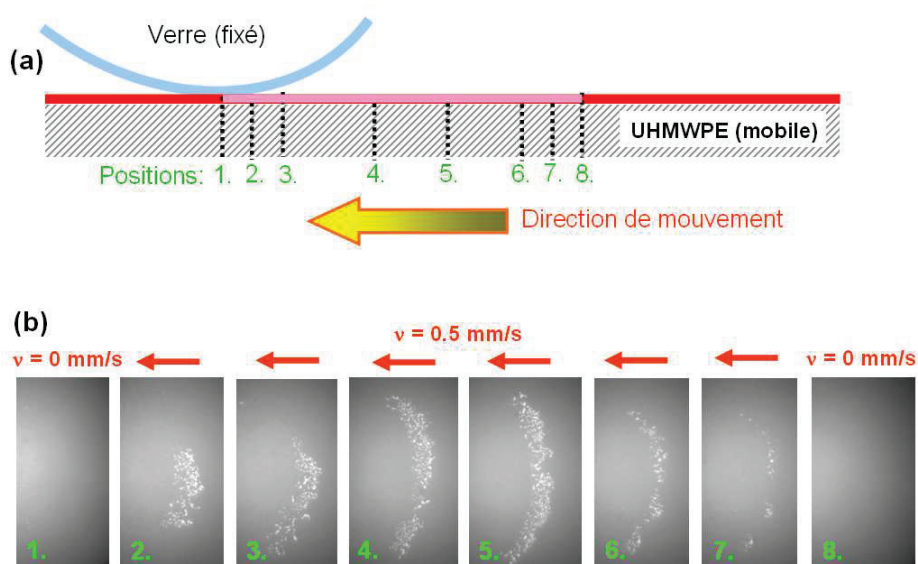 Verre (fixé)
(a)
UHMWPE (mobile)
Positions: 1. 2. 3. 4. 5. 6. 7. 8.
Direction de mouvement
(b)
ν = 0 mm/s ν = 0.5 mm/s ν = 0 mm/s
1. 2. 3. 4. 5. 6. 7. 8.